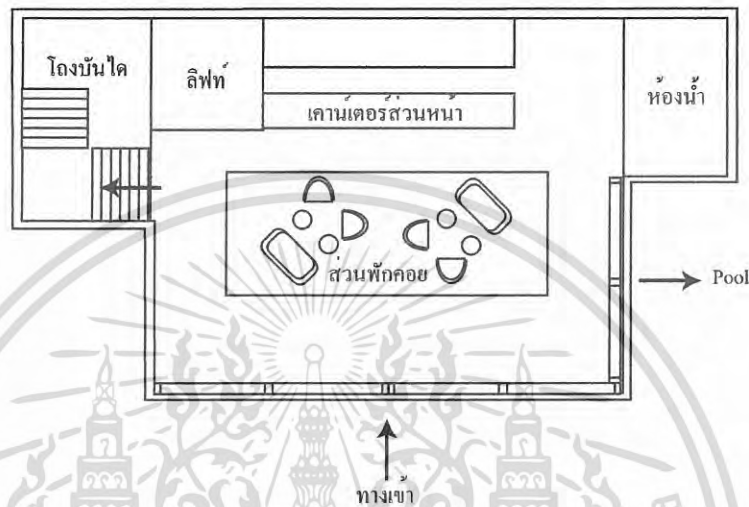 โถงบันได
ลิฟท์
ห้องน้ำ
เคาน์เตอร์ส่วนหน้า
ส่วนพักคอย
Pool
ทางเข้า